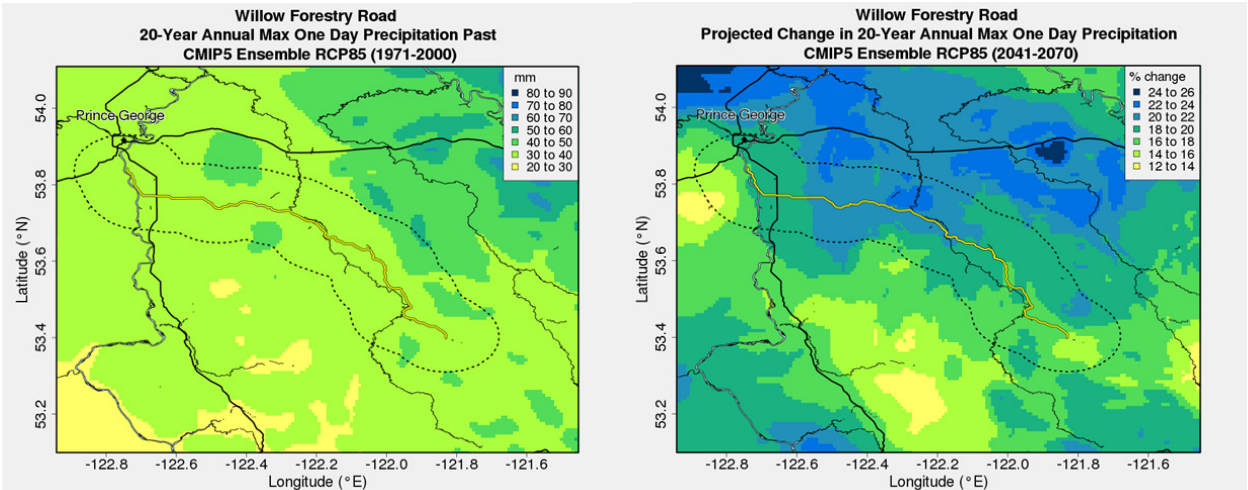 Willow Forestry Road
20-Year Annual Max One Day Precipitation Past
CMIP5 Ensemble RCP85 (1971-2000)
mm
80 to 90
70 to 80
60 to 70
50 to 60
40 to 50
30 to 40
20 to 30
Prince George
54.0
53.8
53.6
53.4
53.2
Latitude (°N)
-122.8
-122.6
-122.4
-122.2
-122.0
-121.8
-121.6
Longitude (°E)
Willow Forestry Road
Projected Change in 20-Year Annual Max One Day Precipitation
CMIP5 Ensemble RCP85 (2041-2070)
% change
24 to 26
22 to 24
20 to 22
18 to 20
16 to 18
14 to 16
12 to 14
Prince George
54.0
53.8
53.6
53.4
53.2
Latitude (°N)
-122.8
-122.6
-122.4
-122.2
-122.0
-121.8
-121.6
Longitude (°E)